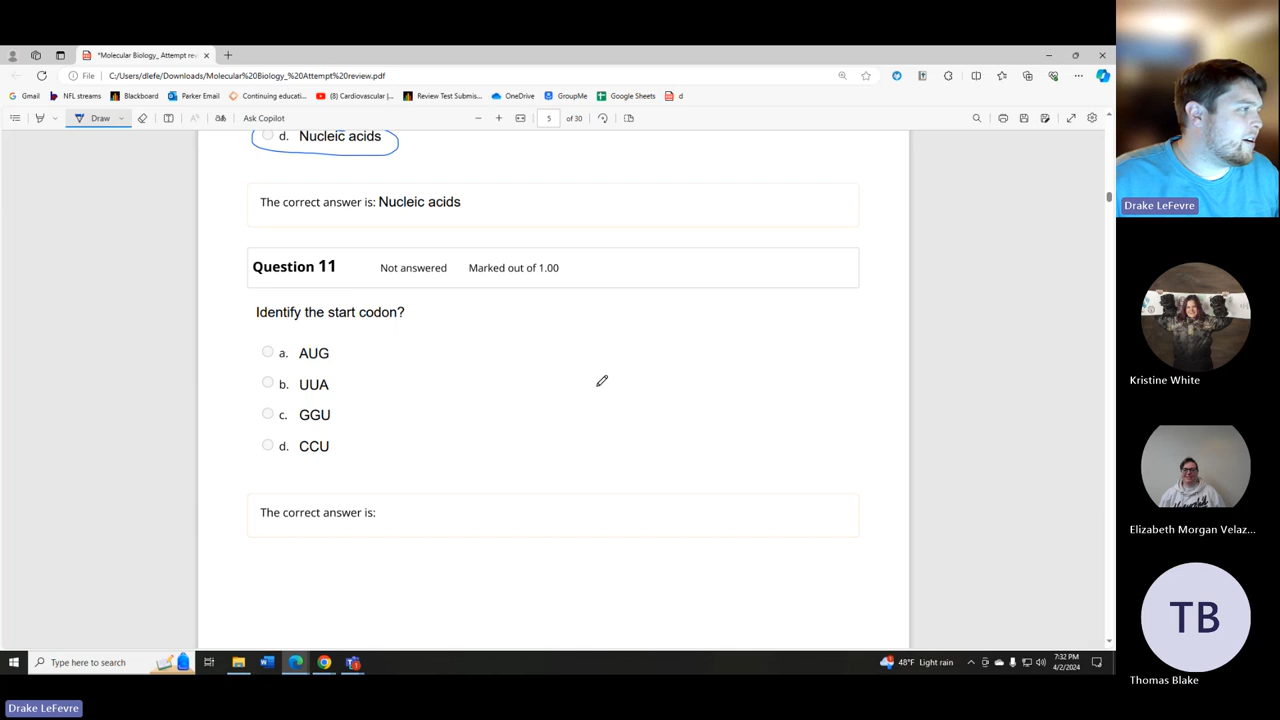 *Molecular Biology_ Attempt rev
File
C:/Users/dlefe/Downloads/Molecular%20Biology_%20Attempt%20review.pdf
Gmail
NFL streams
Blackboard
Parker Email
Continuing educati...
(8) Cardiovascular |...
Review Test Submis...
OneDrive
GroupMe
Google Sheets
d
Draw
Ask Copilot
5 of 30
d. Nucleic acids
The correct answer is: Nucleic acids
Question 11 Not answered Marked out of 1.00
Identify the start codon?
a. AUG
b. UUA
c. GGU
d. CCU
The correct answer is:
Drake LeFevre
Kristine White
Elizabeth Morgan Velaz...
TB
Thomas Blake
Type here to search
48°F Light rain
7:32 PM
4/2/2024
Drake LeFevre